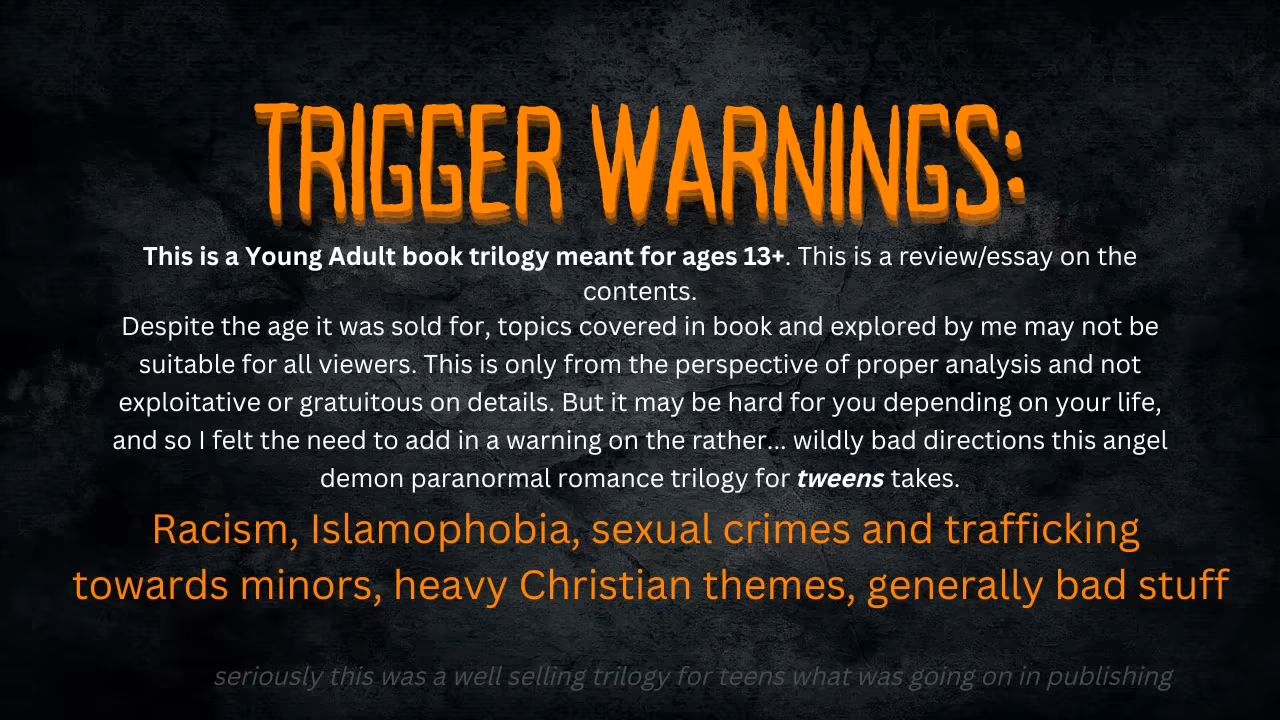 TRIGGER WARNINGS:
This is a Young Adult book trilogy meant for ages 13+. This is a review/essay on the
contents.
Despite the age it was sold for, topics covered in book and explored by me may not be
suitable for all viewers. This is only from the perspective of proper analysis and not
exploitative or gratuitous on details. But it may be hard for you depending on your life,
and so I felt the need to add in a warning on the rather... wildly bad directions this angel
demon paranormal romance trilogy for tweens takes.
Racism, Islamophobia, sexual crimes and trafficking
towards minors, heavy Christian themes, generally bad stuff
seriously this was a well selling trilogy for teens what was going on in publishing